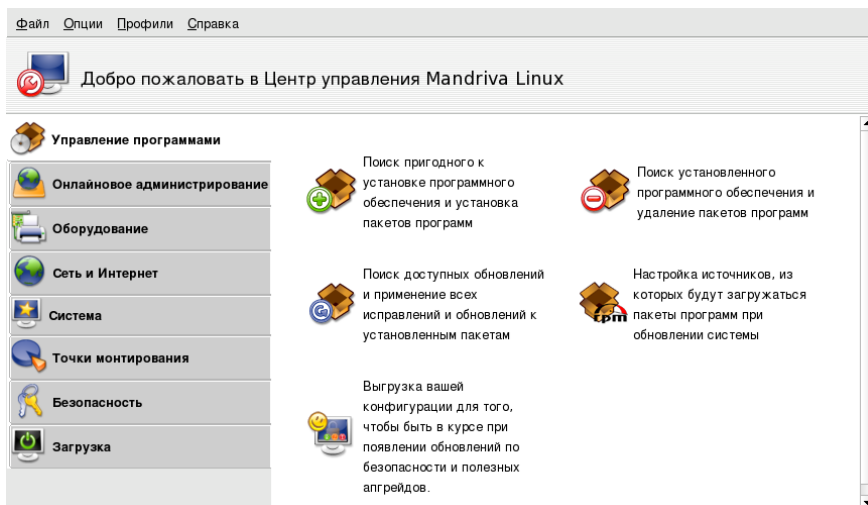 Файл Опции Профили Справка
Добро пожаловать в Центр управления Mandriva Linux
Управление программами
Онлайновое администрирование
Оборудование
Сеть и Интернет
Система
Точки монтирования
Безопасность
Загрузка
Поиск пригодного к
установке программного
обеспечения и установка
пакетов программ
Поиск установленного
программного обеспечения и
удаление пакетов программ
Поиск доступных обновлений
и применение всех
исправлений и обновлений к
установленным пакетам
rpm
Настройка источников, из
которых будут загружаться
пакеты программ при
обновлении системы
Выгрузка вашей
конфигурации для того,
чтобы быть в курсе при
появлении обновлений по
безопасности и полезных
апгрейдов.